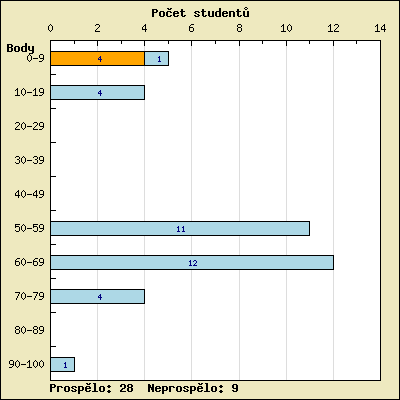 Počet studentů
0 2 4 6 8 10 12 14
Body
0-9 4 1
10-19 4
20-29
30-39
40-49
50-59 11
60-69 12
70-79 4
80-89
90-100 1
Prospělo: 28 Neprospělo: 9